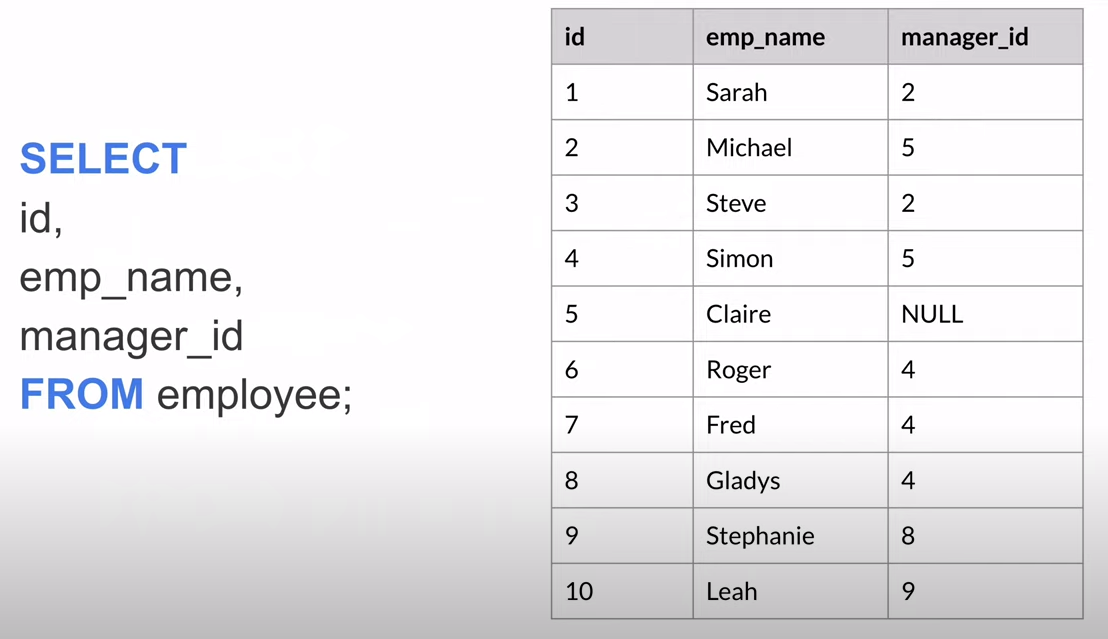 SELECT
id,
emp_name,
manager_id
FROM employee;
id emp_name manager_id
1 Sarah 2
2 Michael 5
3 Steve 2
4 Simon 5
5 Claire NULL
6 Roger 4
7 Fred 4
8 Gladys 4
9 Stephanie 8
10 Leah 9